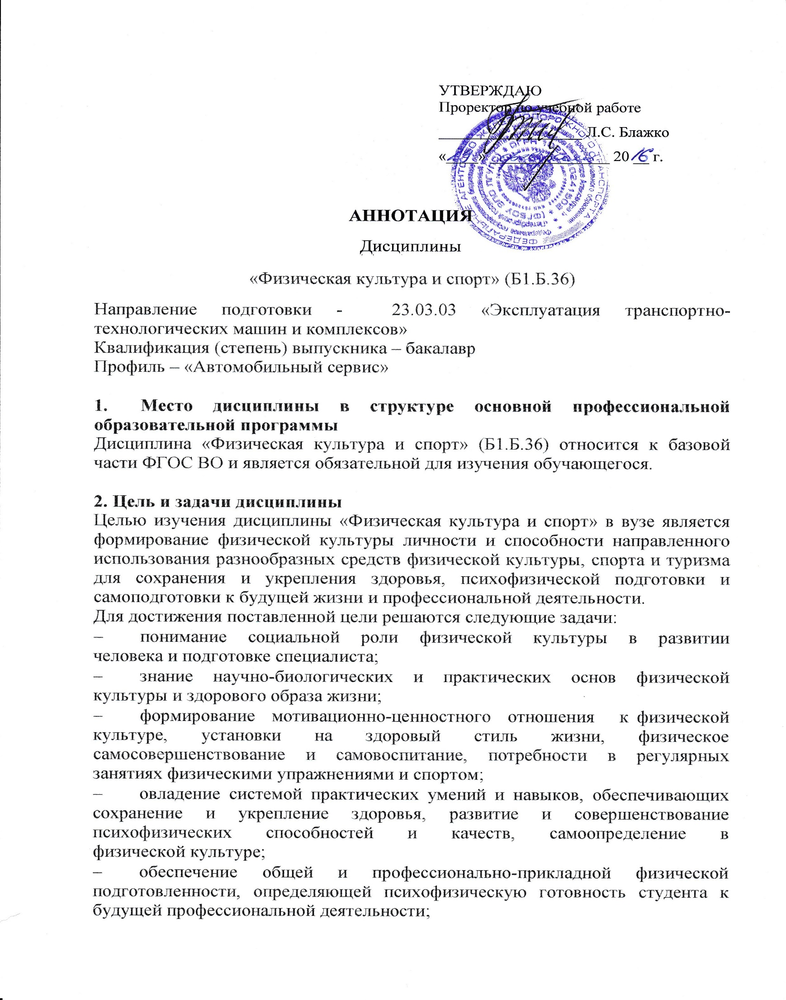 УТВЕРЖДАЮ
Проректор по учебной работе
Л.С. Блажко
« » 20 16 г.
ФЕДЕРАЛЬНОЕ АГЕНТСТВО ЖЕЛЕЗНОДОРОЖНОГО ТРАНСПОРТА
АННОТАЦИЯ
Дисциплины
«Физическая культура и спорт» (Б1.Б.36)
Направление подготовки - 23.03.03 «Эксплуатация транспортно-
технологических машин и комплексов»
Квалификация (степень) выпускника – бакалавр
Профиль – «Автомобильный сервис»
1. Место дисциплины в структуре основной профессиональной
образовательной программы
Дисциплина «Физическая культура и спорт» (Б1.Б.36) относится к базовой
части ФГОС ВО и является обязательной для изучения обучающегося.
2. Цель и задачи дисциплины
Целью изучения дисциплины «Физическая культура и спорт» в вузе является
формирование физической культуры личности и способности направленного
использования разнообразных средств физической культуры, спорта и туризма
для сохранения и укрепления здоровья, психофизической подготовки и
самоподготовки к будущей жизни и профессиональной деятельности.
Для достижения поставленной цели решаются следующие задачи:
– понимание социальной роли физической культуры в развитии
человека и подготовке специалиста;
– знание научно-биологических и практических основ физической
культуры и здорового образа жизни;
– формирование мотивационно-ценностного отношения к физической
культуре, установки на здоровый стиль жизни, физическое
самосовершенствование и самовоспитание, потребности в регулярных
занятиях физическими упражнениями и спортом;
– овладение системой практических умений и навыков, обеспечивающих
сохранение и укрепление здоровья, развитие и совершенствование
психофизических способностей и качеств, самоопределение в
физической культуре;
– обеспечение общей и профессионально-прикладной физической
подготовленности, определяющей психофизическую готовность студента к
будущей профессиональной деятельности;